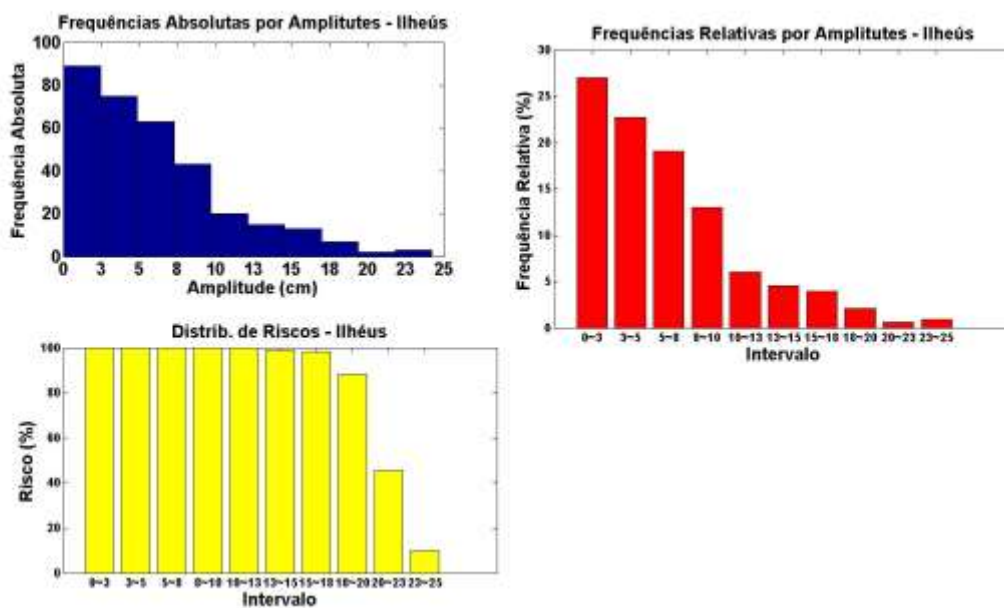 Frequências Absolutas por Amplitutes - Ilheús
100
80
60
40
20
0
Frequência Absoluta
0 3 5 8 10 13 15 18 20 23 25
Amplitude (cm)
Frequências Relativas por Amplitutes - Ilheús
30
25
20
15
10
5
0
Frequência Relativa (%)
0~3 3~5 5~8 8~10 10~13 13~15 15~18 18~20 20~23 23~25
Intervalo
Distrib. de Riscos - Ilhéus
100
80
60
40
20
0
Risco (%)
0~3 3~5 5~8 8~10 10~13 13~15 15~18 18~20 20~23 23~25
Intervalo